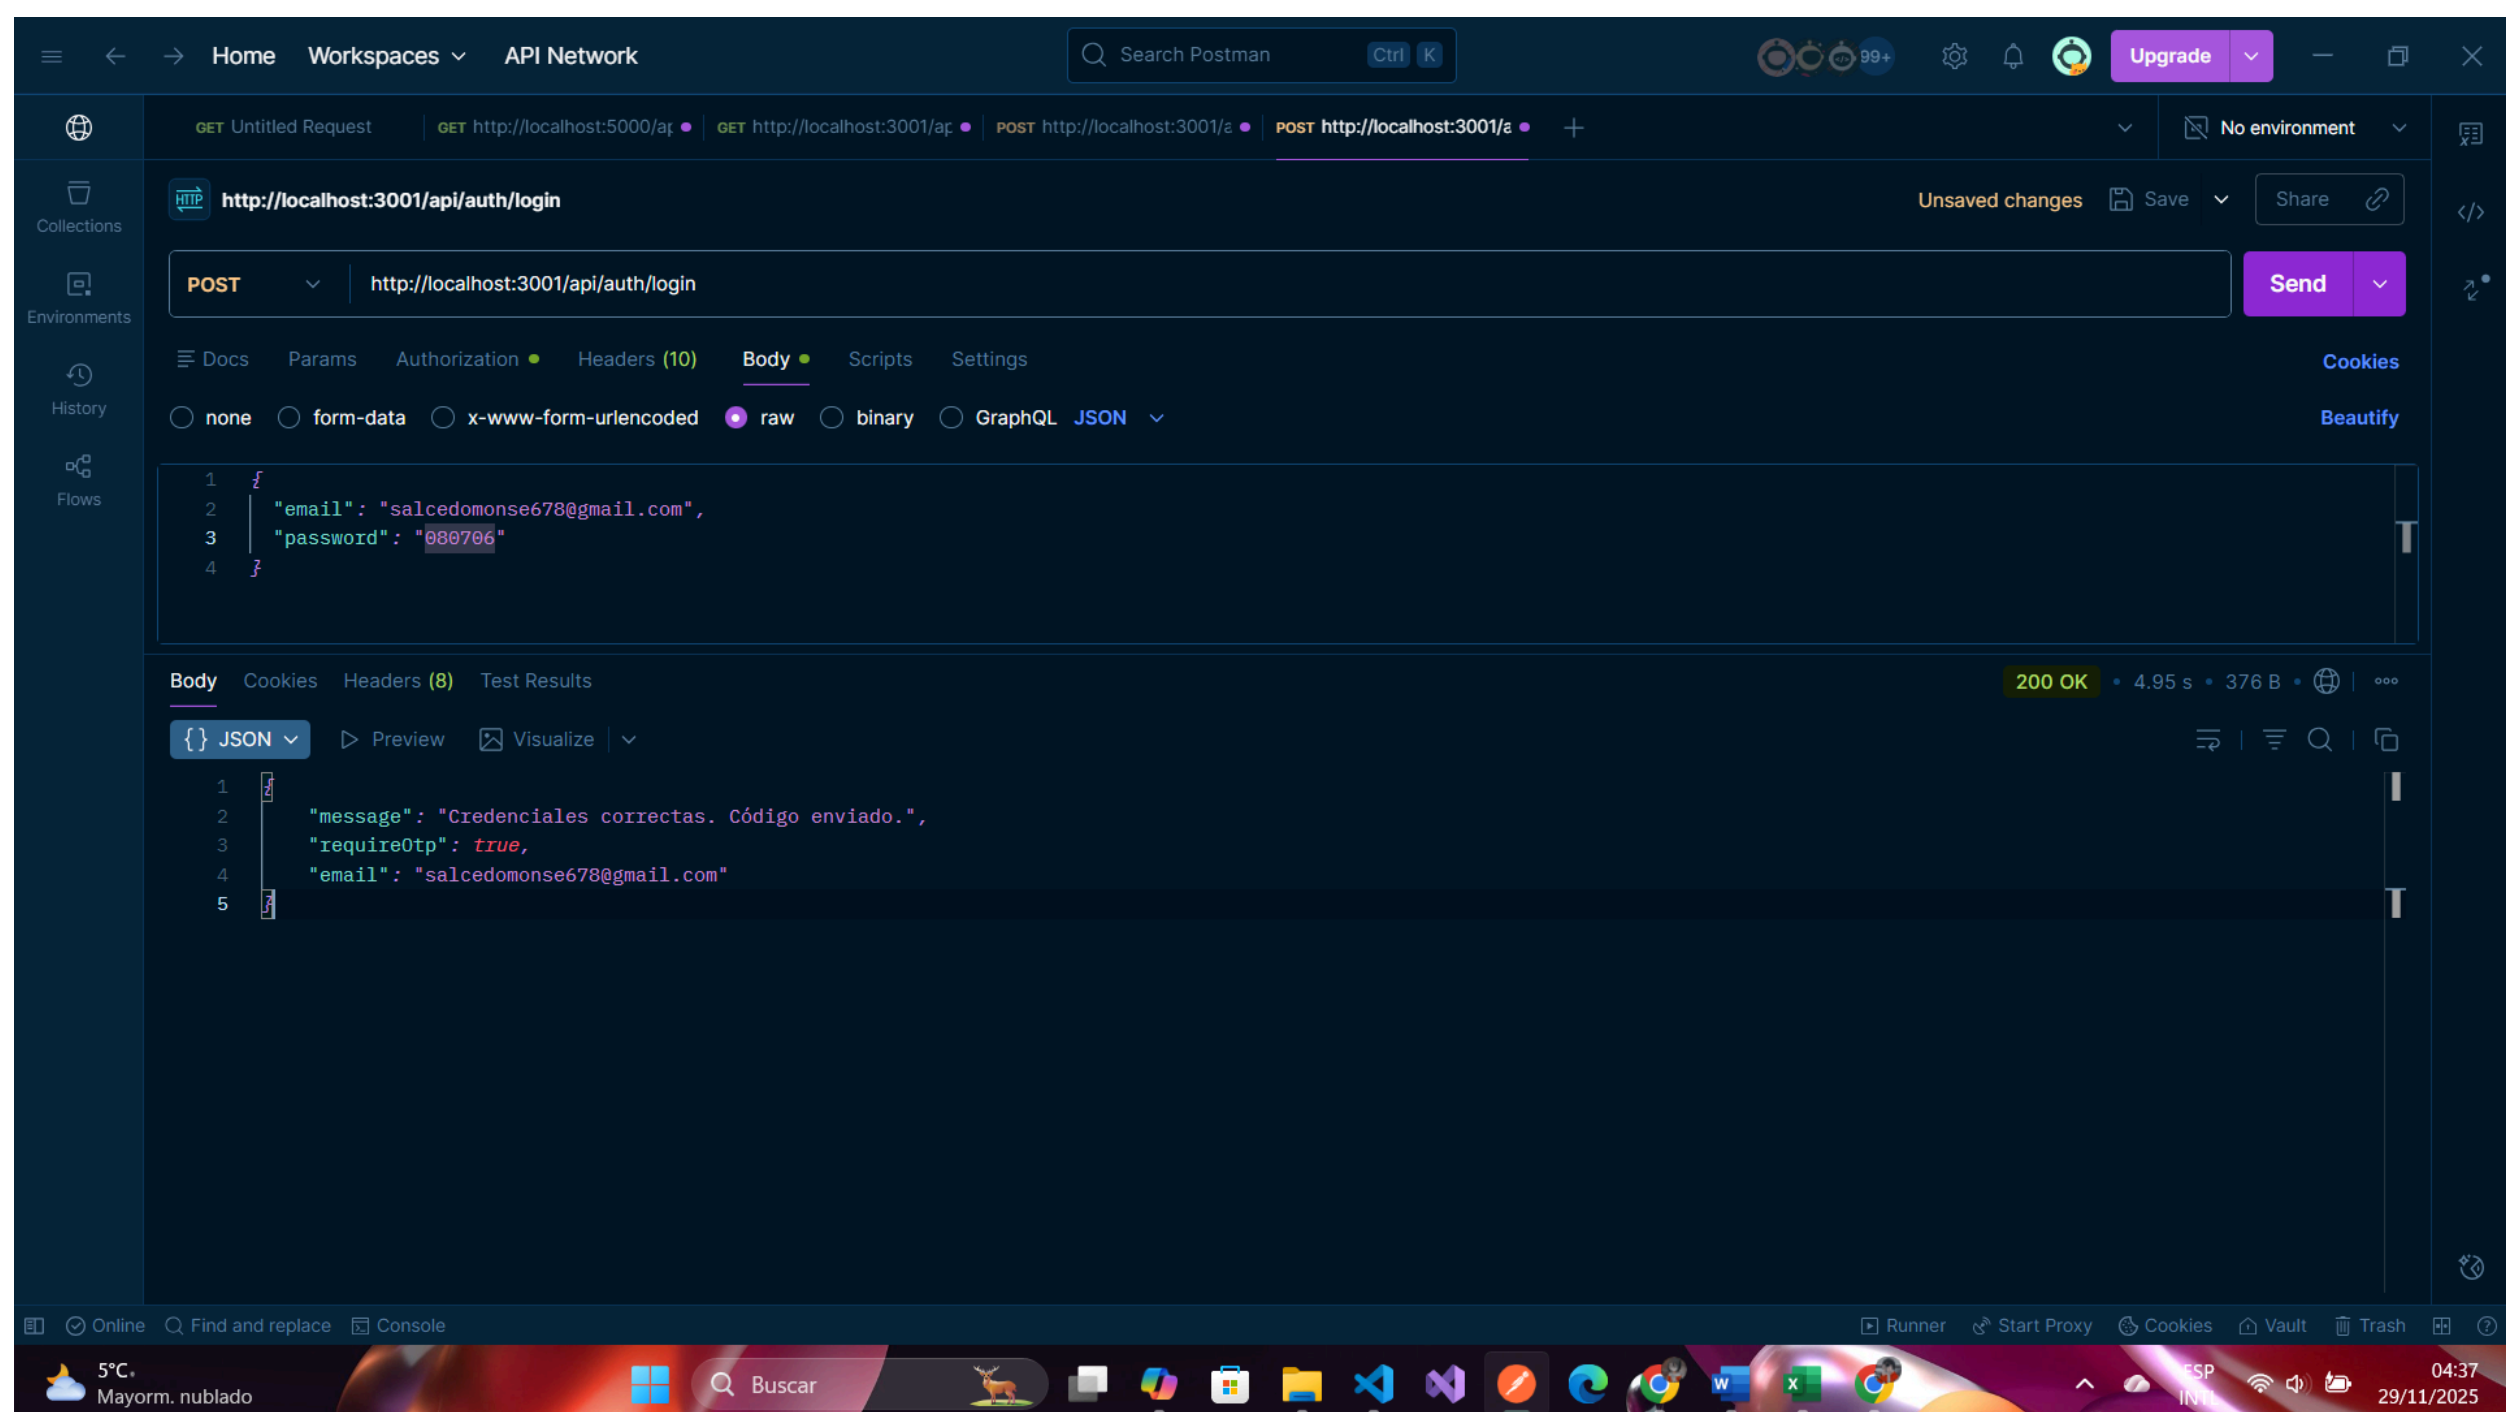 Home Workspaces API Network Search Postman Ctrl K 99+ Upgrade
GET Untitled Request GET http://localhost:5000/ap GET http://localhost:3001/ap POST http://localhost:3001/a POST http://localhost:3001/a No environment
HTTP http://localhost:3001/api/auth/login Unsaved changes Save Share
Collections
POST http://localhost:3001/api/auth/login Send
Environments
Docs Params Authorization Headers (10) Body Scripts Settings Cookies
History
none form-data x-www-form-urlencoded raw binary GraphQL JSON Beautify
Flows
1 {
2 "email": "salcedomonse678@gmail.com",
3 "password": "080706"
4 }
Body Cookies Headers (8) Test Results 200 OK • 4.95 s • 376 B •
{} JSON Preview Visualize
1 {
2 "message": "Credenciales correctas. Código enviado.",
3 "requireOtp": true,
4 "email": "salcedomonse678@gmail.com"
5 }
Online Find and replace Console Runner Start Proxy Cookies Vault Trash
5°C
Mayorm. nublado
Buscar
ESP
INTL
04:37
29/11/2025